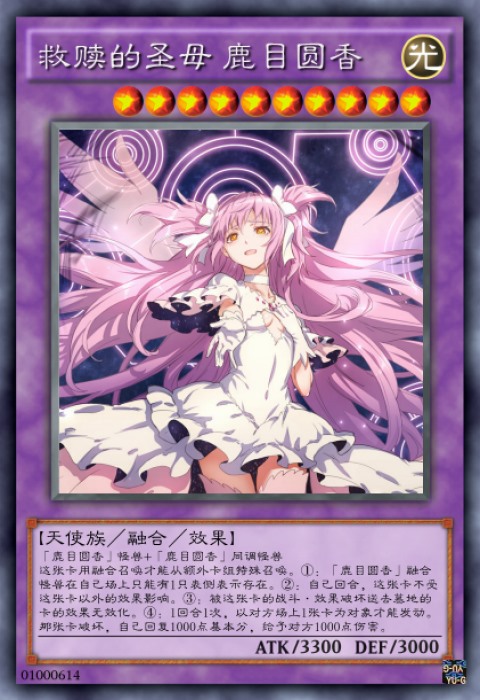 救赎的圣母 鹿目圆香
光
[天使族/融合/效果]
「鹿目圆香」怪兽+「鹿目圆香」同调怪兽
这张卡用融合召唤才能从额外卡组特殊召唤。①:「鹿目圆香」融合
怪兽在自己场上只能有1只表侧表示存在。②:自己回合,这张卡不受
这张卡以外的效果影响。③:被这张卡的战斗·效果破坏送去墓地的
卡的效果无效化。④:1回合1次,以对方场上1张卡为对象才能发动。
那张卡破坏,自己回复1000点基本分,给予对方1000点伤害。
ATK/3300 DEF/3000
01000614